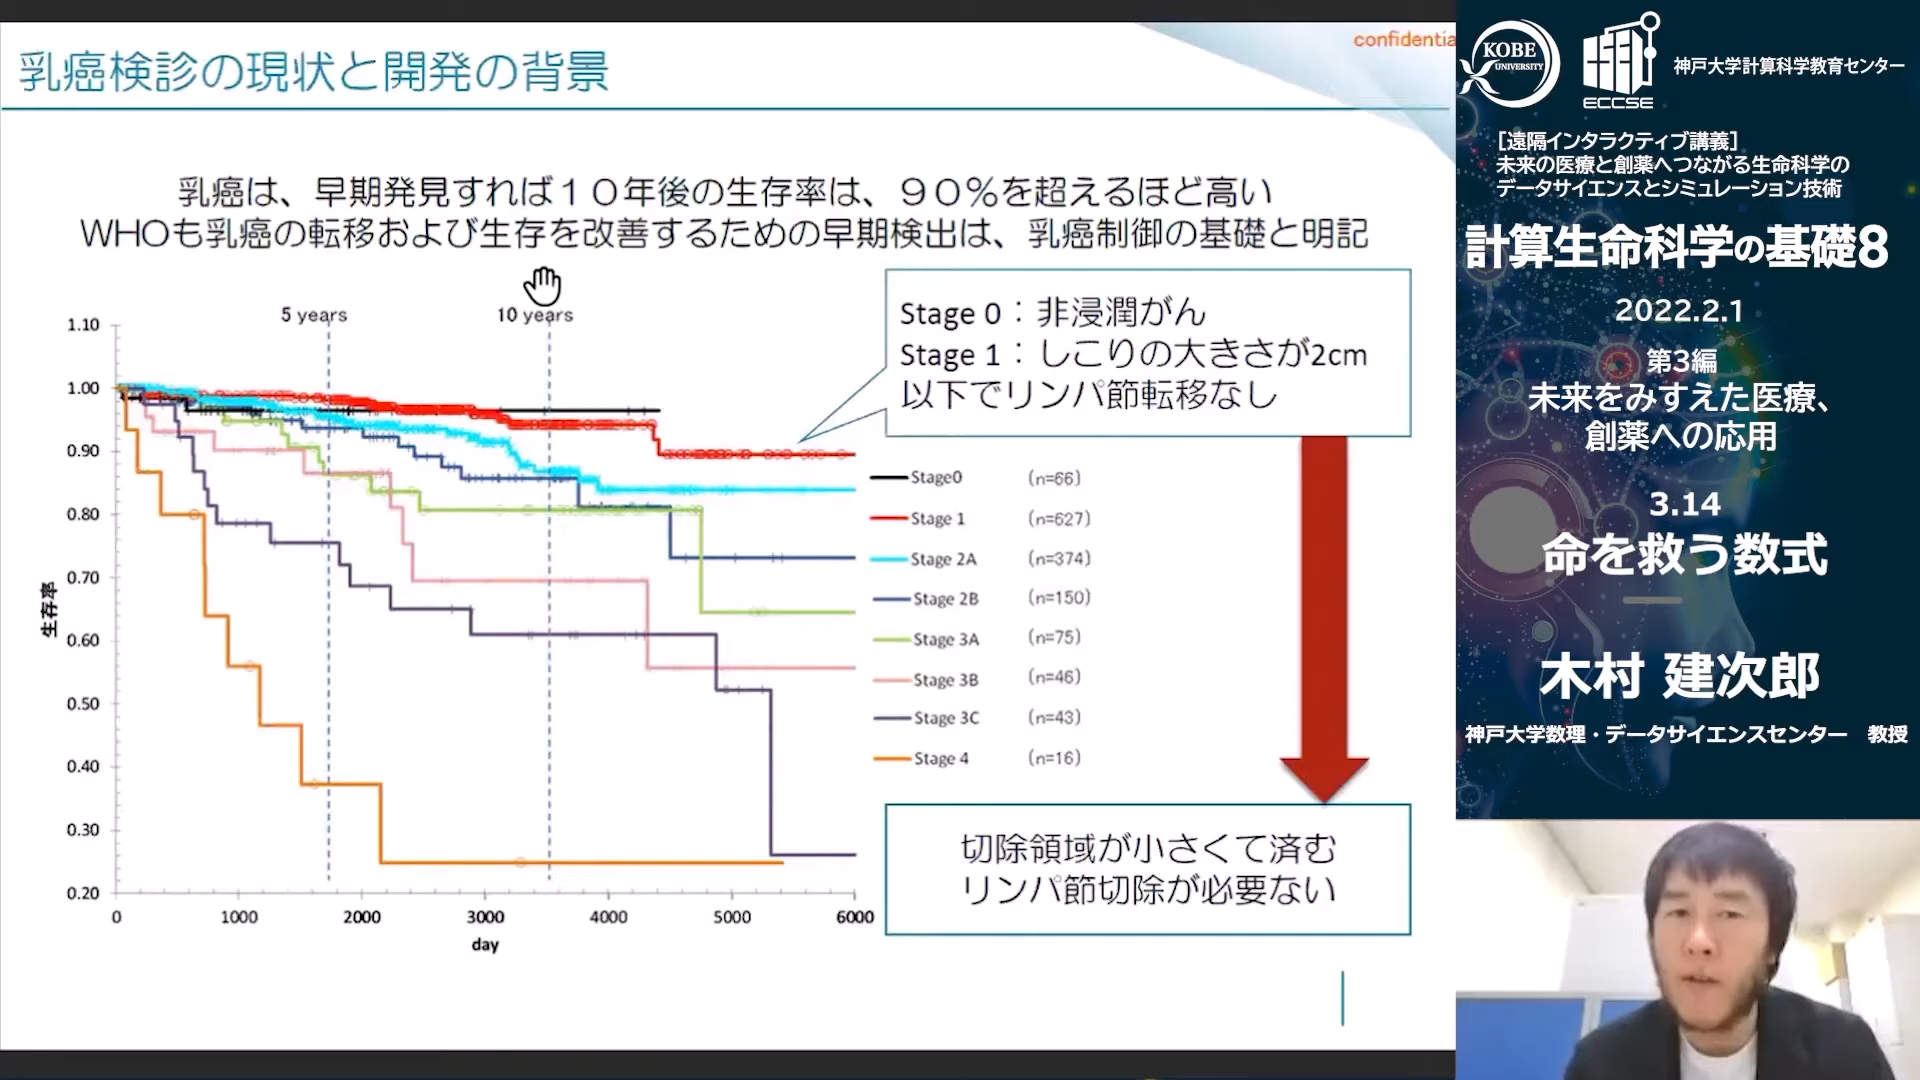 confidentia
乳癌検診の現状と開発の背景
乳癌は、早期発見すれば１０年後の生存率は、９０％を超えるほど高い
WHOも乳癌の転移および生存を改善するための早期検出は、乳癌制御の基礎と明記
5 years
10 years
Stage 0：非浸潤がん
Stage 1：しこりの大きさが2cm
以下でリンパ節転移なし
1.10
1.00
0.90
0.80
0.70
0.60
0.50
0.40
0.30
0.20
生存率
0
1000
2000
3000
4000
5000
6000
day
Stage0 (n=66)
Stage 1 (n=627)
Stage 2A (n=374)
Stage 2B (n=150)
Stage 3A (n=75)
Stage 3B (n=46)
Stage 3C (n=43)
Stage 4 (n=16)
切除領域が小さくて済む
リンパ節切除が必要ない
KOBE
UNIVERSITY
ECCSE
神戸大学計算科学教育センター
［遠隔インタラクティブ講義］
未来の医療と創薬へつながる生命科学の
データサイエンスとシミュレーション技術
計算生命科学の基礎8
2022.2.1
第3編
未来をみすえた医療、
創薬への応用
3.14
命を救う数式
木村 建次郎
神戸大学数理・データサイエンスセンター　教授